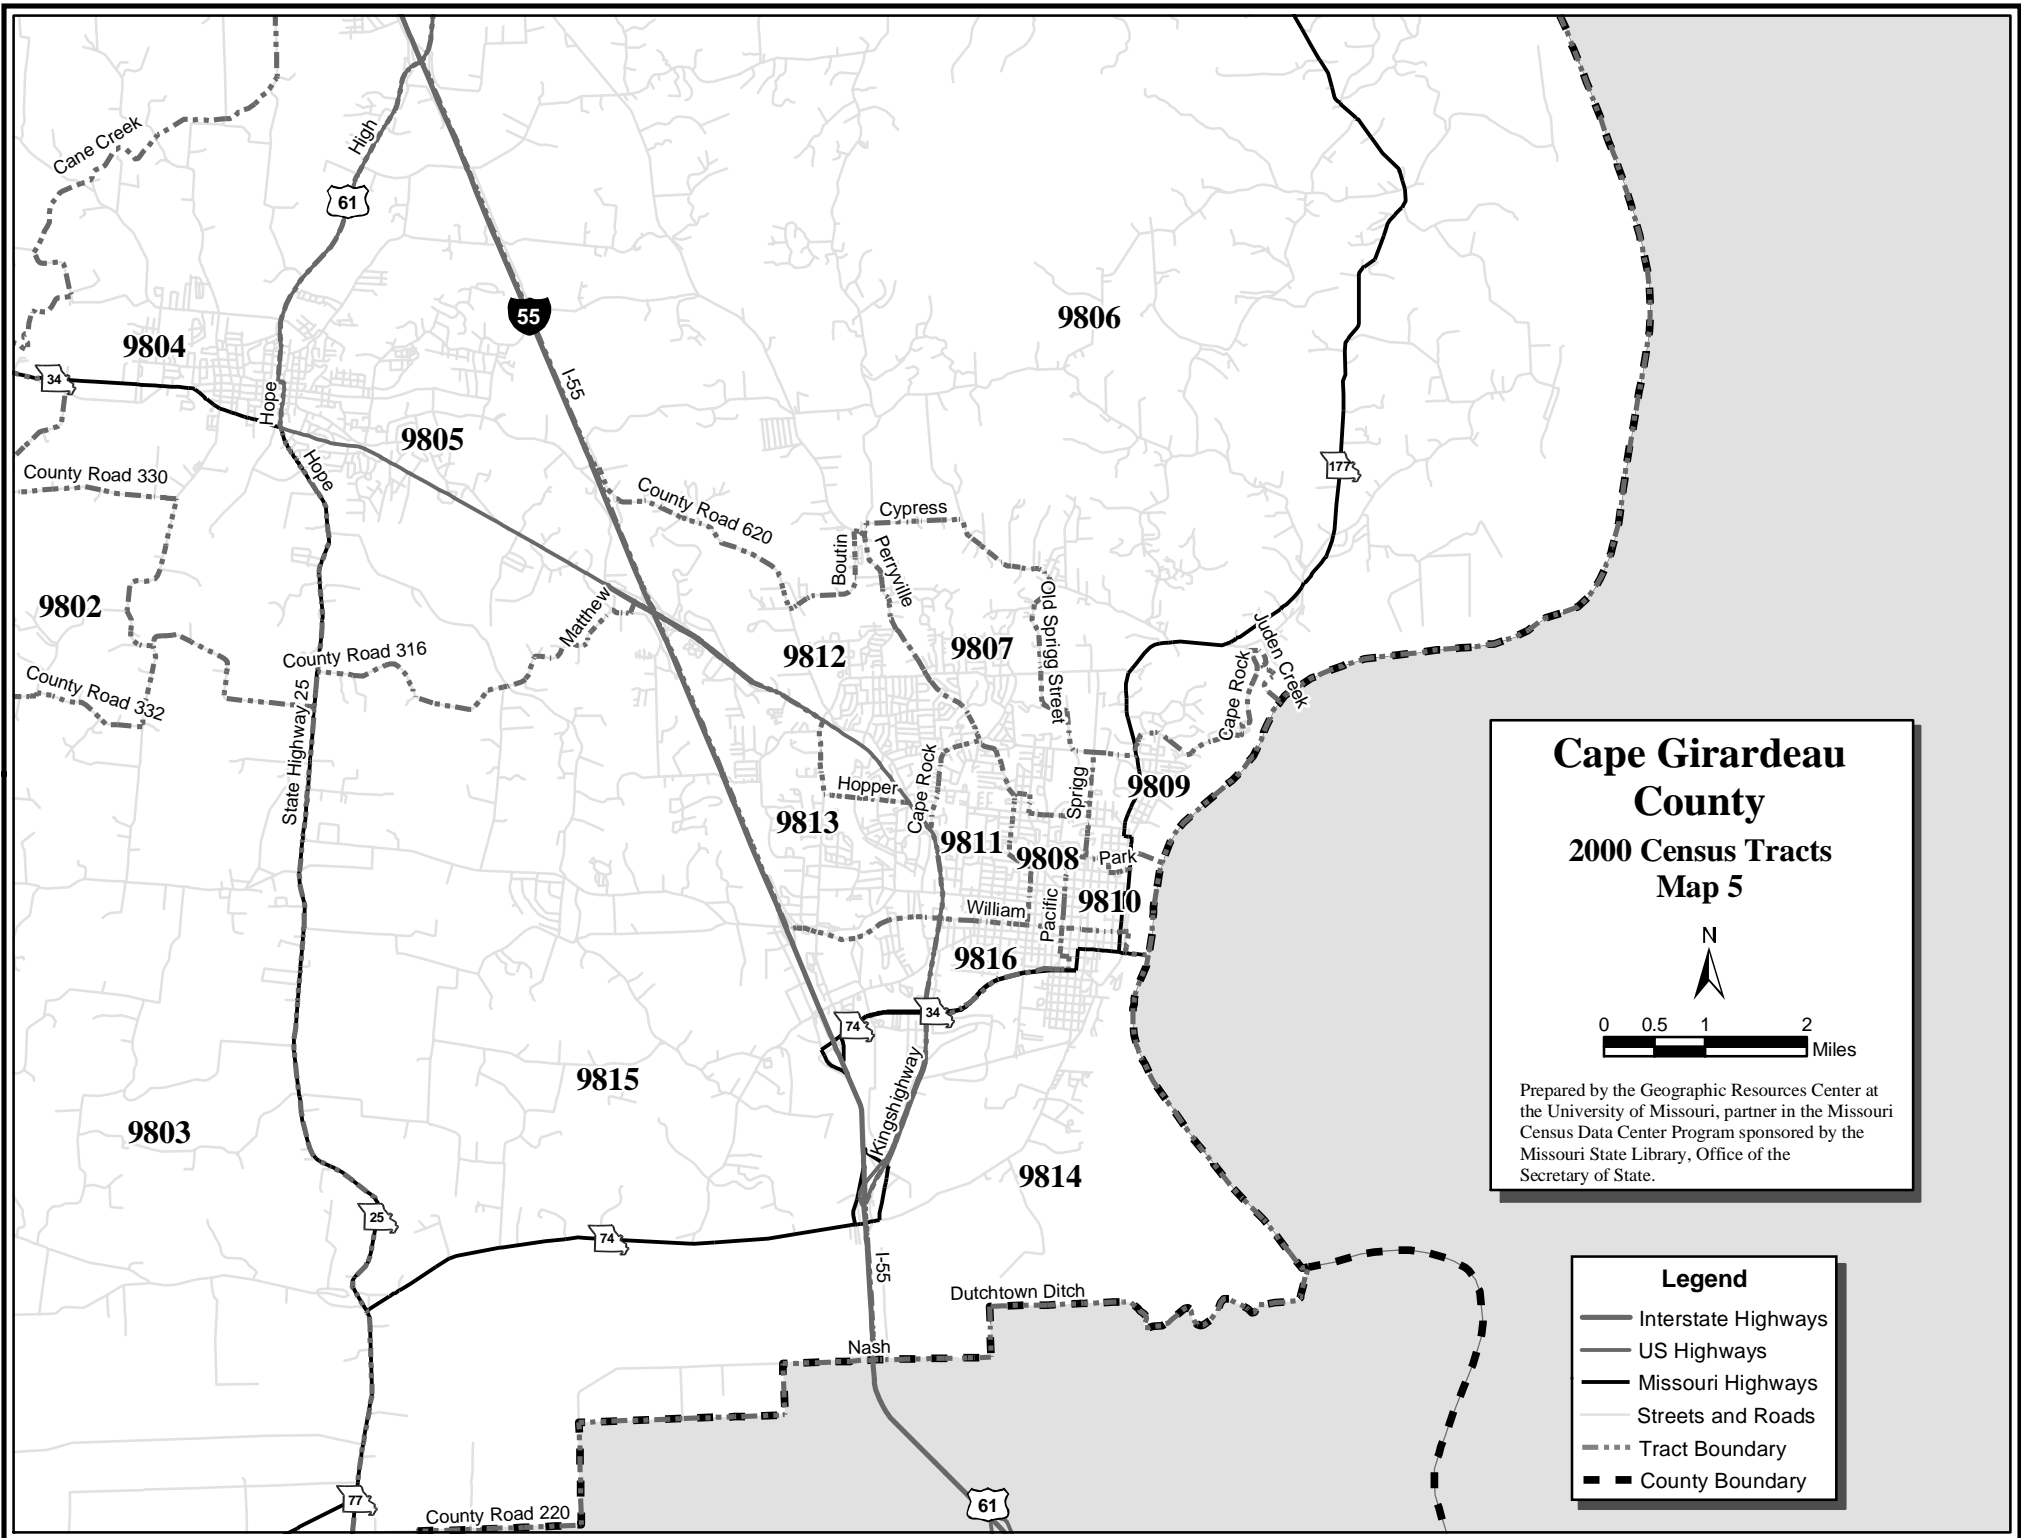 Cane Creek
High
61
55
I-55
9806
9804
34
Hope
9805
Hope
County Road 330
177
County Road 620
Cypress
Boutin
Perryville
9802
Matthew
Old Sprigg Street
Juden Creek
County Road 316
9812
9807
Cape Rock
County Road 332
State Highway 25
Cape Rock
Hopper
Sprigg
9809
9813
9811
9808
Park
Pacific
9810
William
9816
34
74
Kingshighway
9815
9803
9814
25
74
I-55
Dutchtown Ditch
Nash
77
County Road 220
61
Cape Girardeau
County
2000 Census Tracts
Map 5
N
0 0.5 1 2
Miles
Prepared by the Geographic Resources Center at
the University of Missouri, partner in the Missouri
Census Data Center Program sponsored by the
Missouri State Library, Office of the
Secretary of State.
Legend
Interstate Highways
US Highways
Missouri Highways
Streets and Roads
Tract Boundary
County Boundary